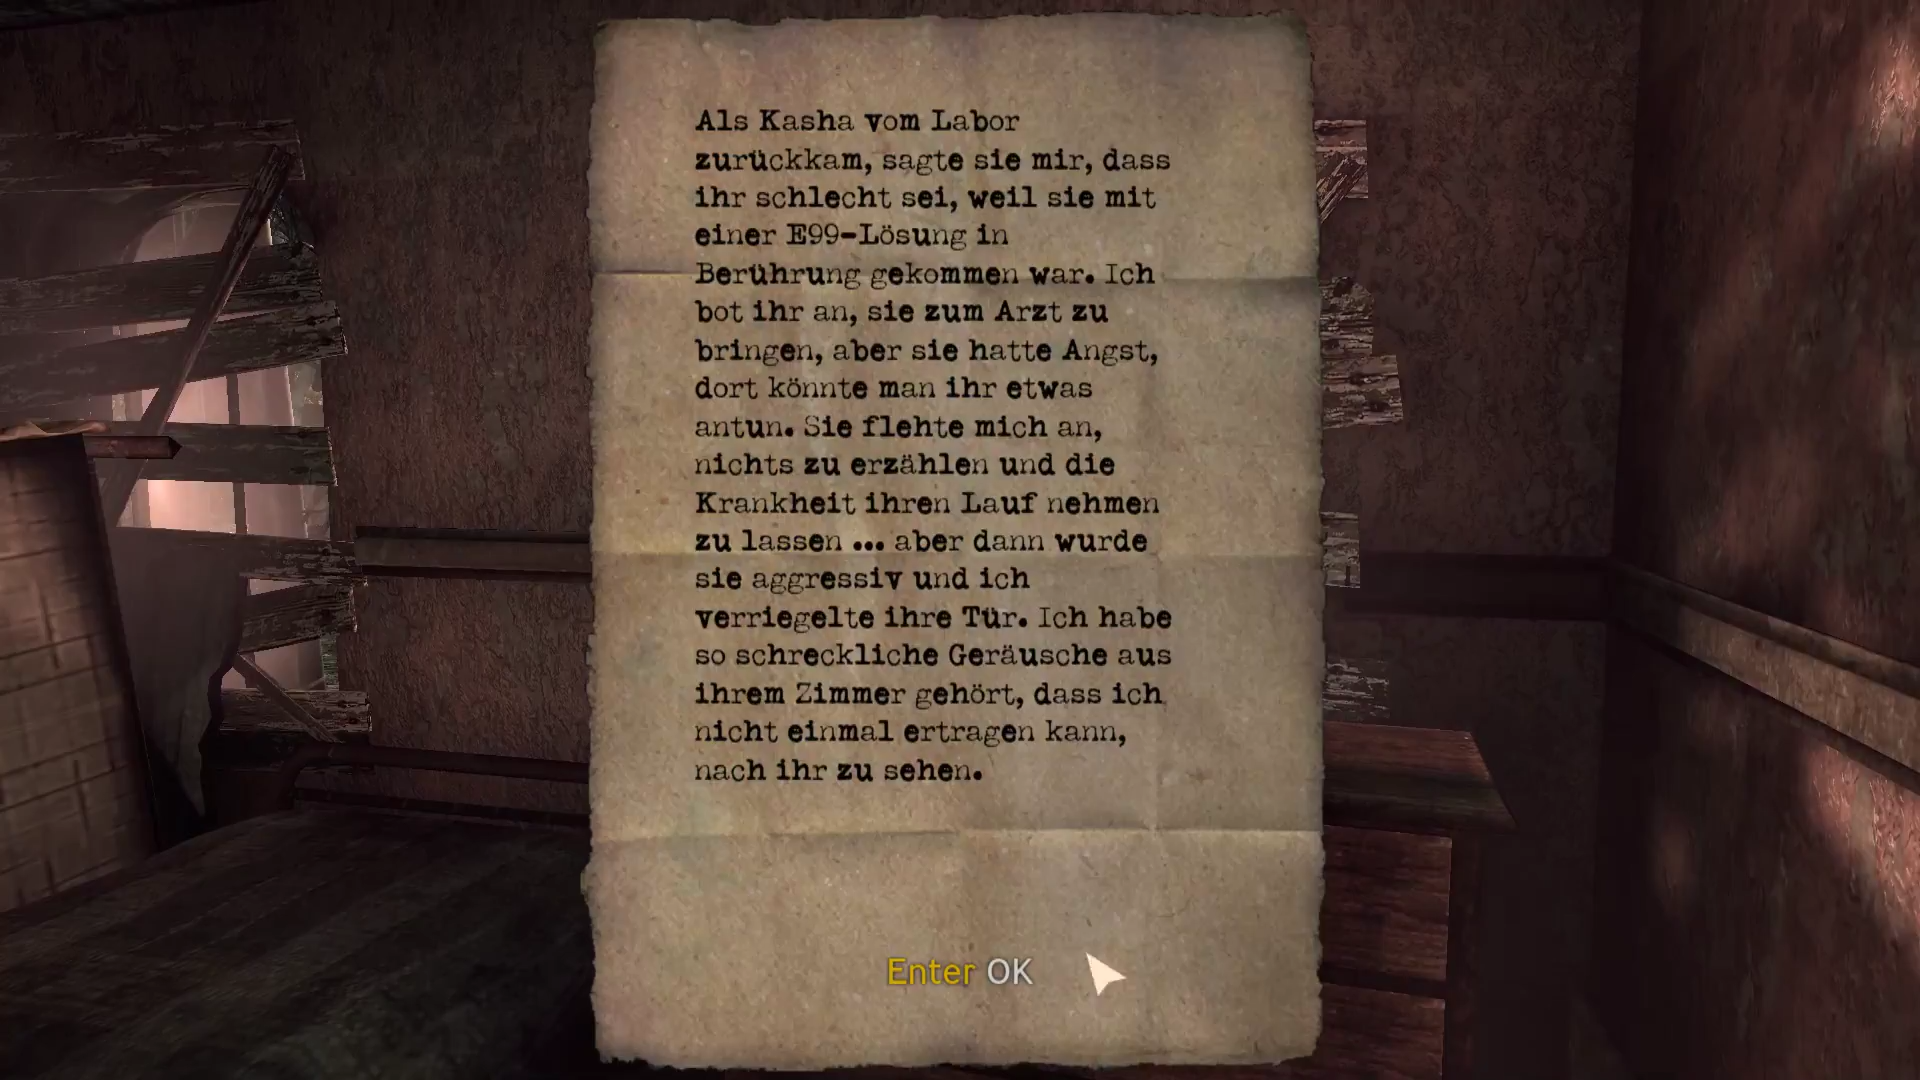 Als Kasha vom Labor
zurückkam, sagte sie mir, dass
ihr schlecht sei, weil sie mit
einer E99-Lösung in
Berührung gekommen war. Ich
bot ihr an, sie zum Arzt zu
bringen, aber sie hatte Angst,
dort könnte man ihr etwas
antun. Sie flehte mich an,
nichts zu erzählen und die
Krankheit ihren Lauf nehmen
zu lassen ... aber dann wurde
sie aggressiv und ich
verriegelte ihre Tür. Ich habe
so schreckliche Geräusche aus
ihrem Zimmer gehört, dass ich
nicht einmal ertragen kann,
nach ihr zu sehen.
Enter OK